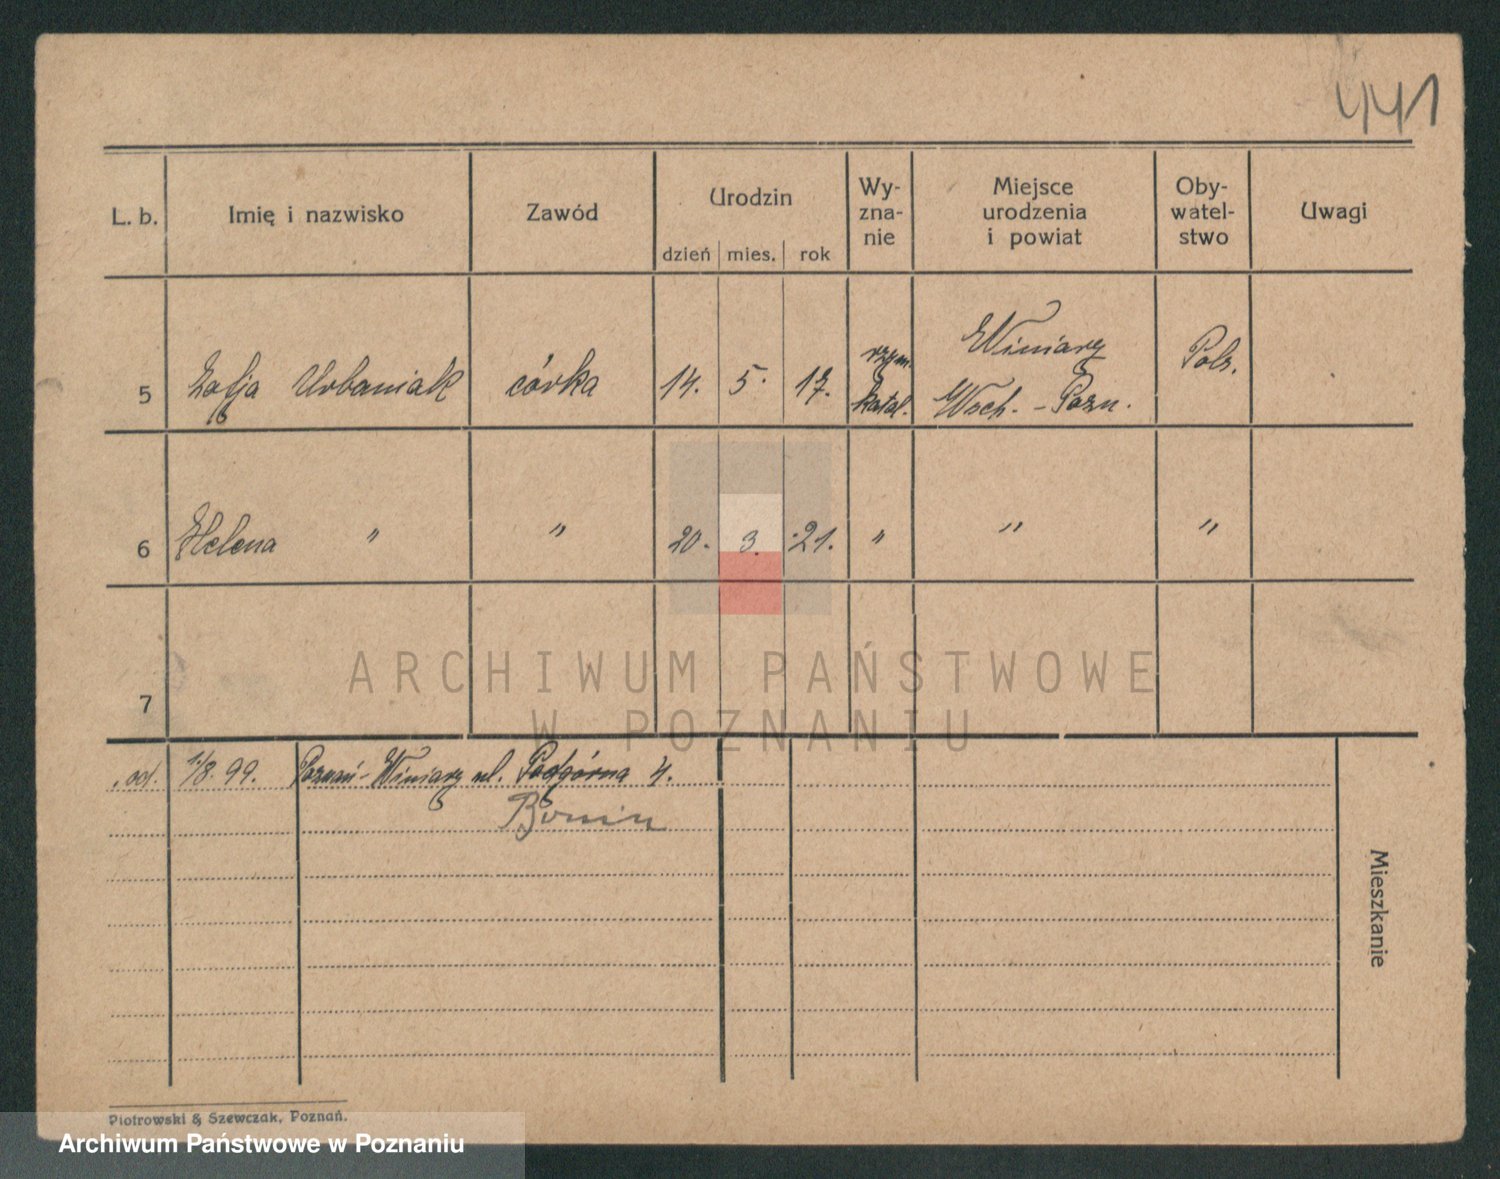 441
L. b. Imię i nazwisko Zawód Urodzin Wy- Miejsce Oby- Uwagi
zna- urodzenia watel-
nie i powiat stwo
dzień mies. rok
5 Zofja Urbaniak córka 14. 5. 17. rzym. Winiary Pols.
katol. Wsch. - Pozn.
6 Helena " " 20. 3. 21. " " "
7
ARCHIWUM PAŃSTWOWE
W POZNANIU
od. 1/8. 99. Poznań-Winiary ul. Podgórna 4.
Bonin
Mieszkanie
Piotrowski & Szewczak, Poznań.
Archiwum Państwowe w Poznaniu